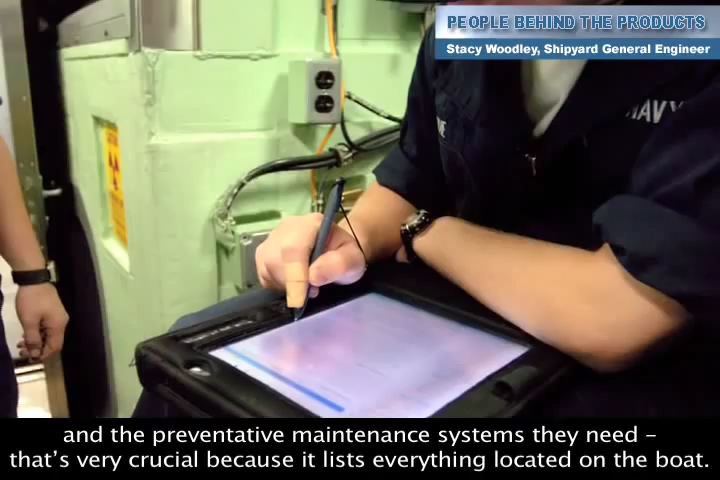 PEOPLE BEHIND THE PRODUCTS
Stacy Woodley, Shipyard General Engineer
NAVY
and the preventative maintenance systems they need –
that's very crucial because it lists everything located on the boat.